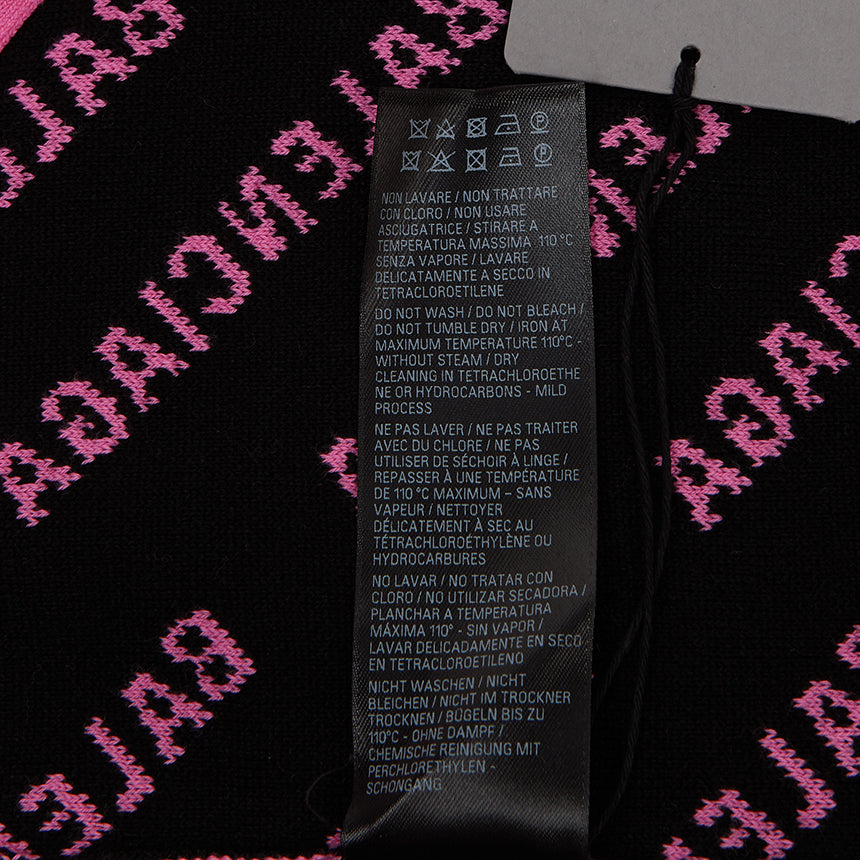 BALENCIAGA
NON LAVARE / NON TRATTARE
CON CLORO / NON USARE
ASCIUGATRICE / STIRARE A
TEMPERATURA MASSIMA 110°C
SENZA VAPORE / LAVARE
DELICATAMENTE A SECCO IN
TETRACLOROETILENE
DO NOT WASH / DO NOT BLEACH /
DO NOT TUMBLE DRY / IRON AT
MAXIMUM TEMPERATURE 110°C -
WITHOUT STEAM / DRY
CLEANING IN TETRACHLOROETHE
NE OR HYDROCARBONS - MILD
PROCESS
NE PAS LAVER / NE PAS TRAITER
AVEC DU CHLORE / NE PAS
UTILISER DE SÉCHOIR À LINGE /
REPASSER À UNE TEMPÉRATURE
DE 110 °C MAXIMUM – SANS
VAPEUR / NETTOYER
DÉLICATEMENT À SEC AU
TÉTRACHLOROÉTHYLÈNE OU
HYDROCARBURES
NO LAVAR / NO TRATAR CON
CLORO / NO UTILIZAR SECADORA /
PLANCHAR A TEMPERATURA
MÁXIMA 110° - SIN VAPOR /
LAVAR DELICADAMENTE EN SECO
EN TETRACLOROETILENO
NICHT WASCHEN / NICHT
BLEICHEN / NICHT IM TROCKNER
TROCKNEN / BÜGELN BIS ZU
110°C - OHNE DAMPF /
CHEMISCHE REINIGUNG MIT
PERCHLORETHYLEN -
SCHONGANG